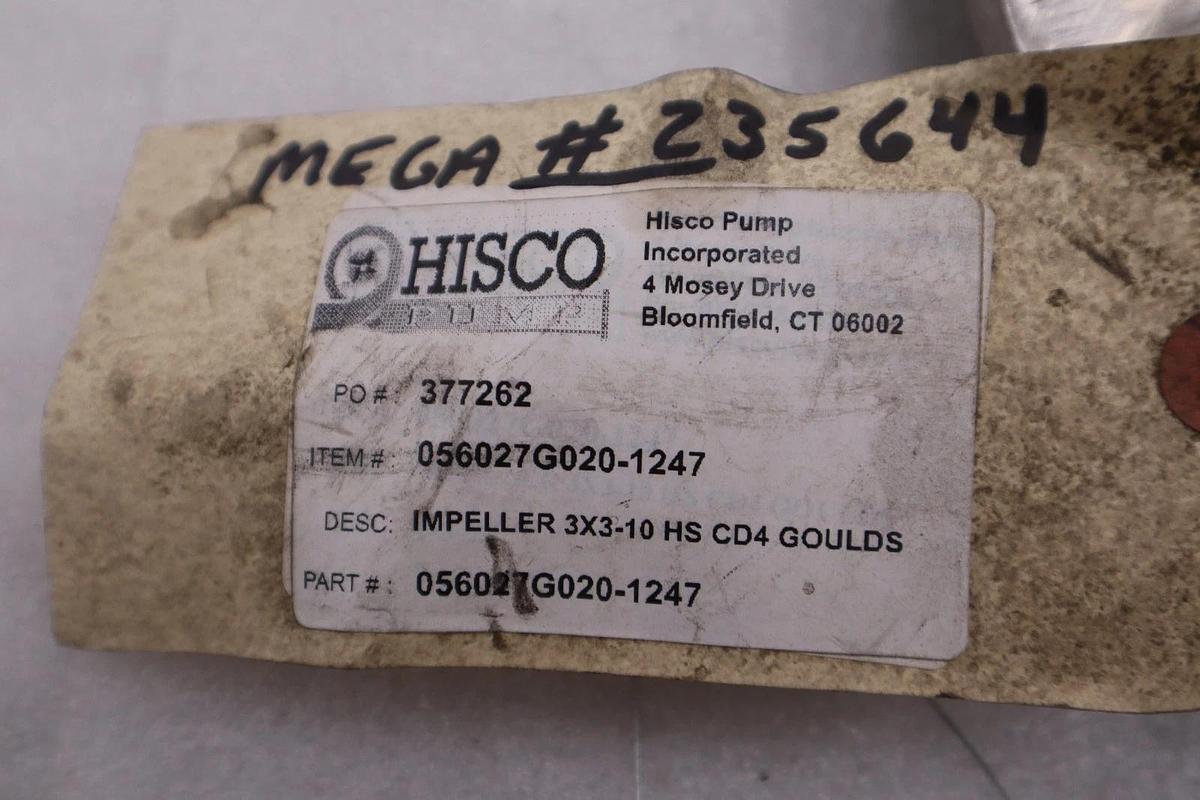 MEGA # 235644
HISCO
PUMP
Hisco Pump
Incorporated
4 Mosey Drive
Bloomfield, CT 06002
PO #: 377262
ITEM #: 056027G020-1247
DESC: IMPELLER 3X3-10 HS CD4 GOULDS
PART #: 056027G020-1247